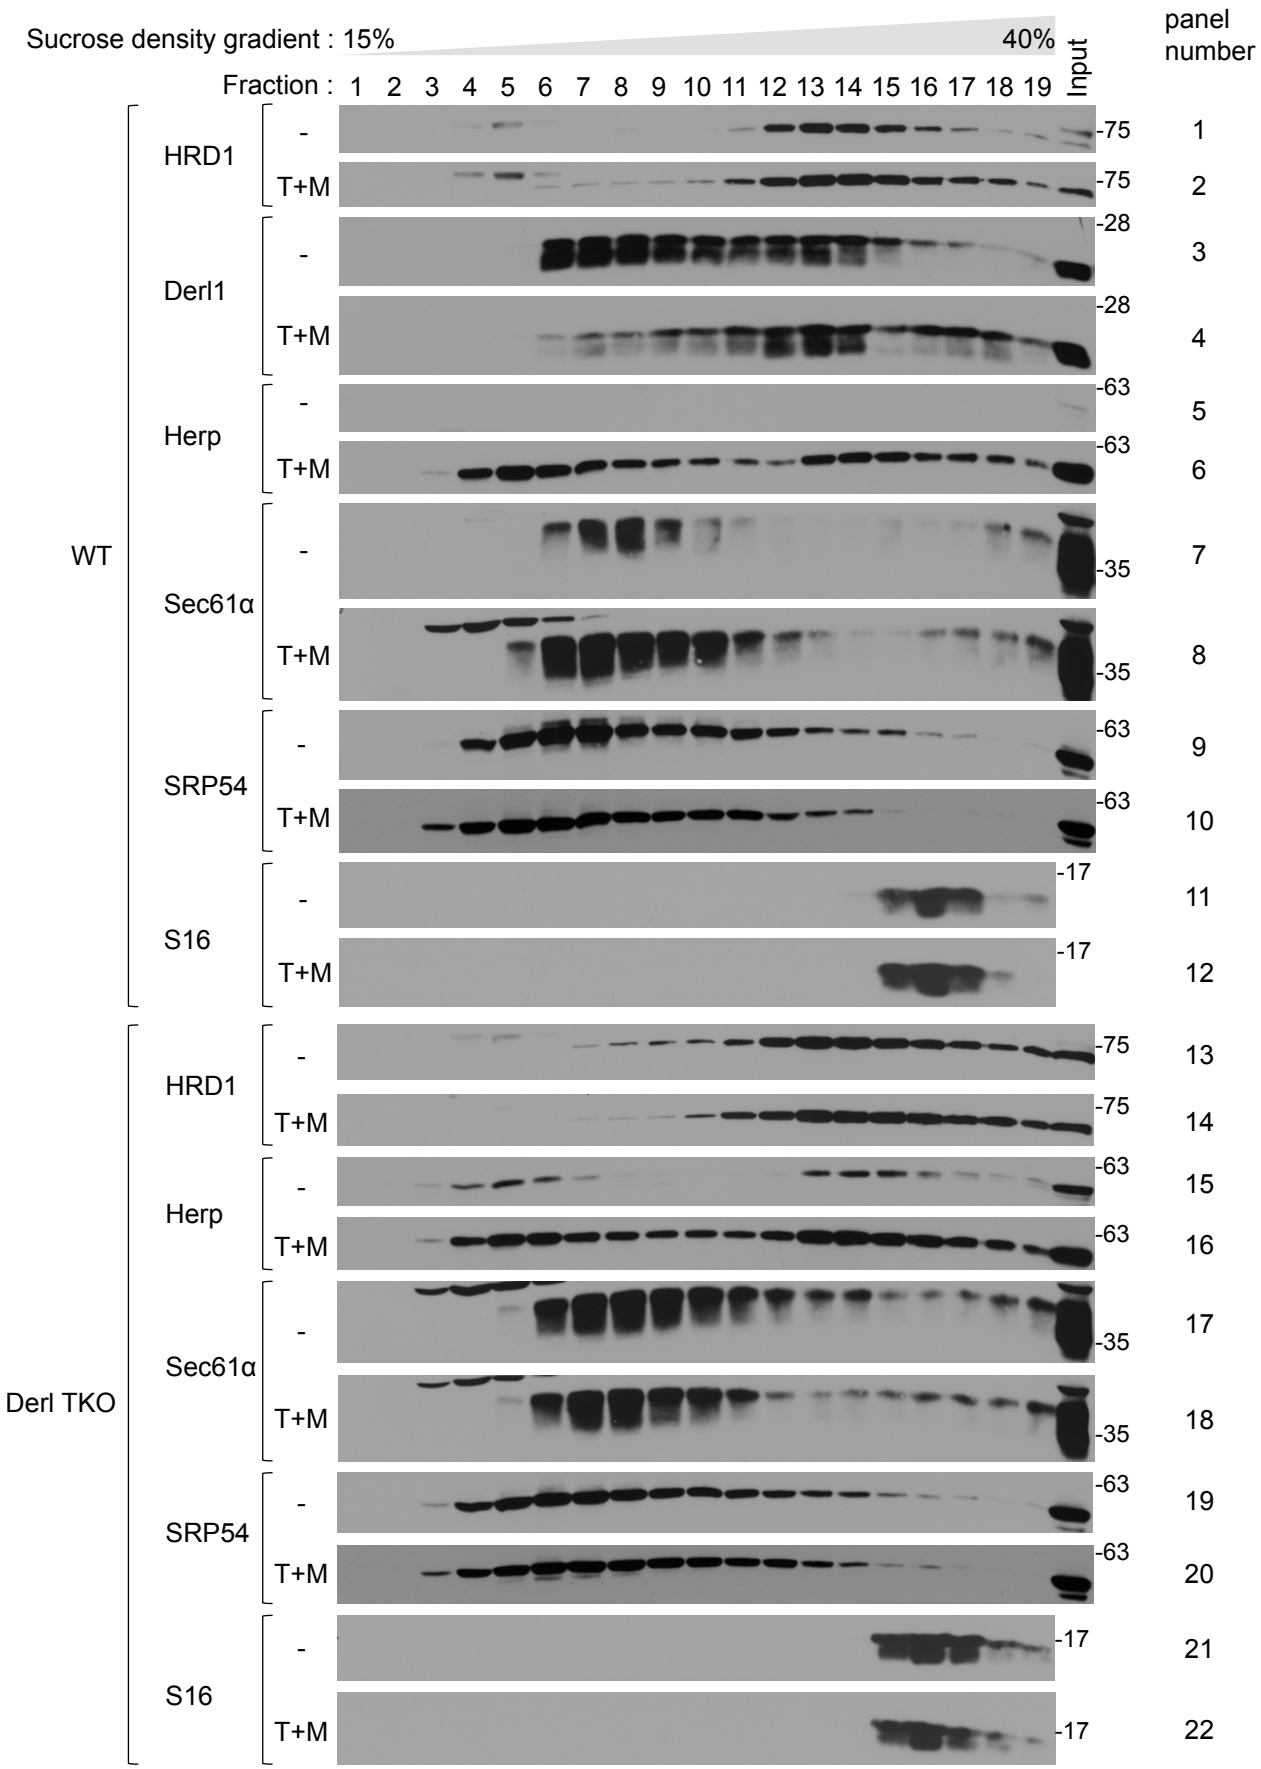 Sucrose density gradient : 15% 40% Input panel number
Fraction : 1 2 3 4 5 6 7 8 9 10 11 12 13 14 15 16 17 18 19
WT
HRD1
- -75 1
T+M -75 2
Derl1
- -28 3
T+M -28 4
Herp
- -63 5
T+M -63 6
Sec61α
- -35 7
T+M -35 8
SRP54
- -63 9
T+M -63 10
S16
- -17 11
T+M -17 12
Derl TKO
HRD1
- -75 13
T+M -75 14
Herp
- -63 15
T+M -63 16
Sec61α
- -35 17
T+M -35 18
SRP54
- -63 19
T+M -63 20
S16
- -17 21
T+M -17 22